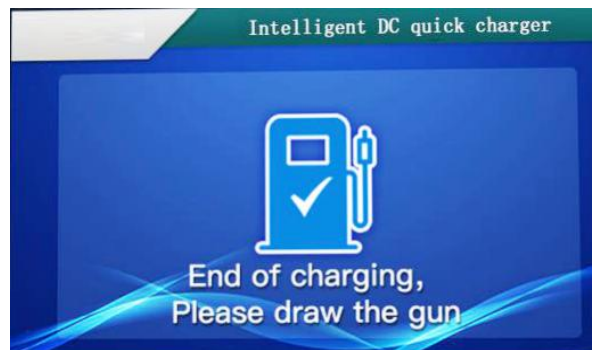 Intelligent DC quick charger
End of charging,
Please draw the gun